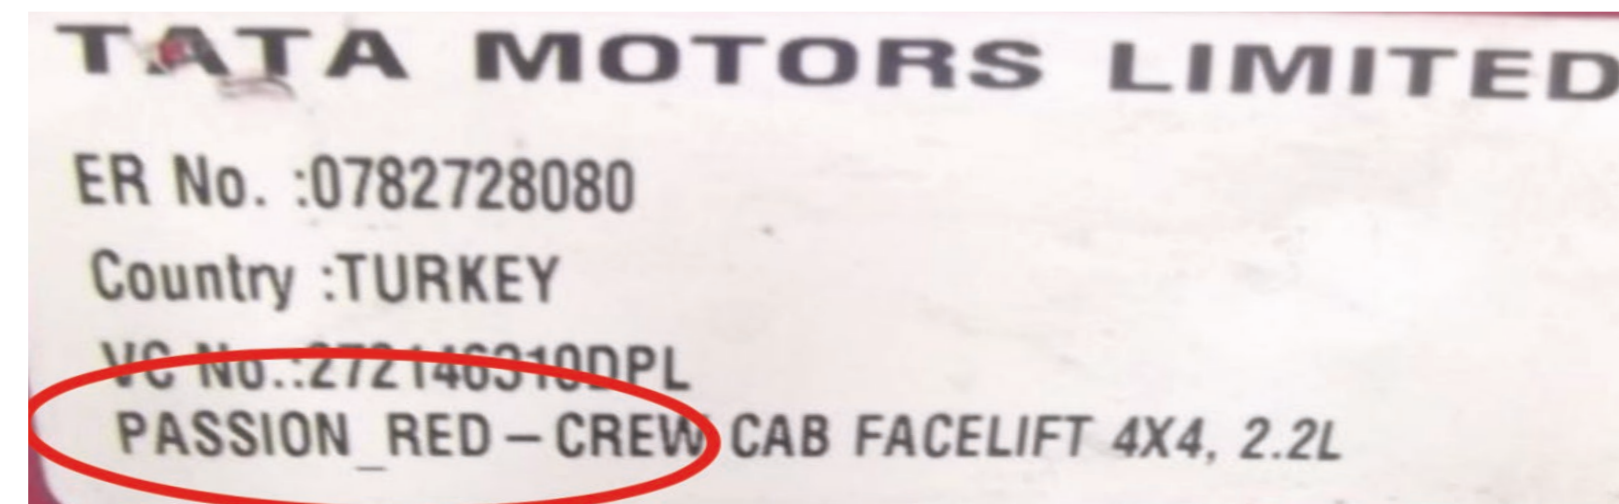 TATA MOTORS LIMITED
ER No. :0782728080
Country :TURKEY
VC No.:272146310DPL
PASSION_RED – CREW CAB FACELIFT 4X4, 2.2L